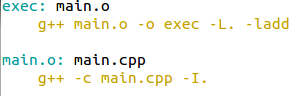 exec: main.o
    g++ main.o -o exec -L. -ladd
main.o: main.cpp
    g++ -c main.cpp -I.